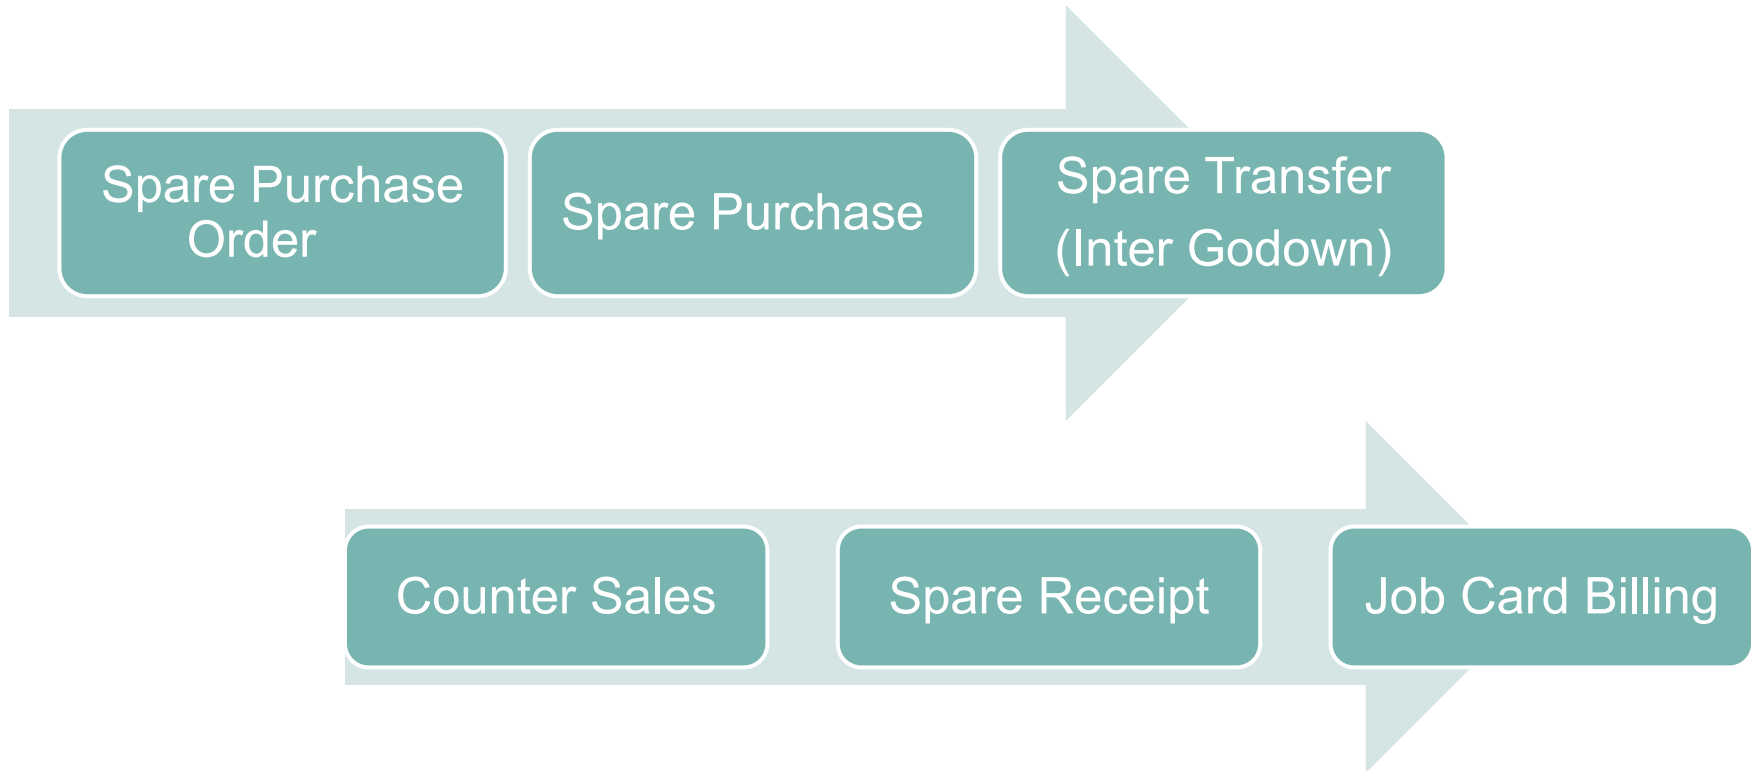 Spare Purchase
Order
Spare Purchase
Spare Transfer
(Inter Godown)
Counter Sales
Spare Receipt
Job Card Billing